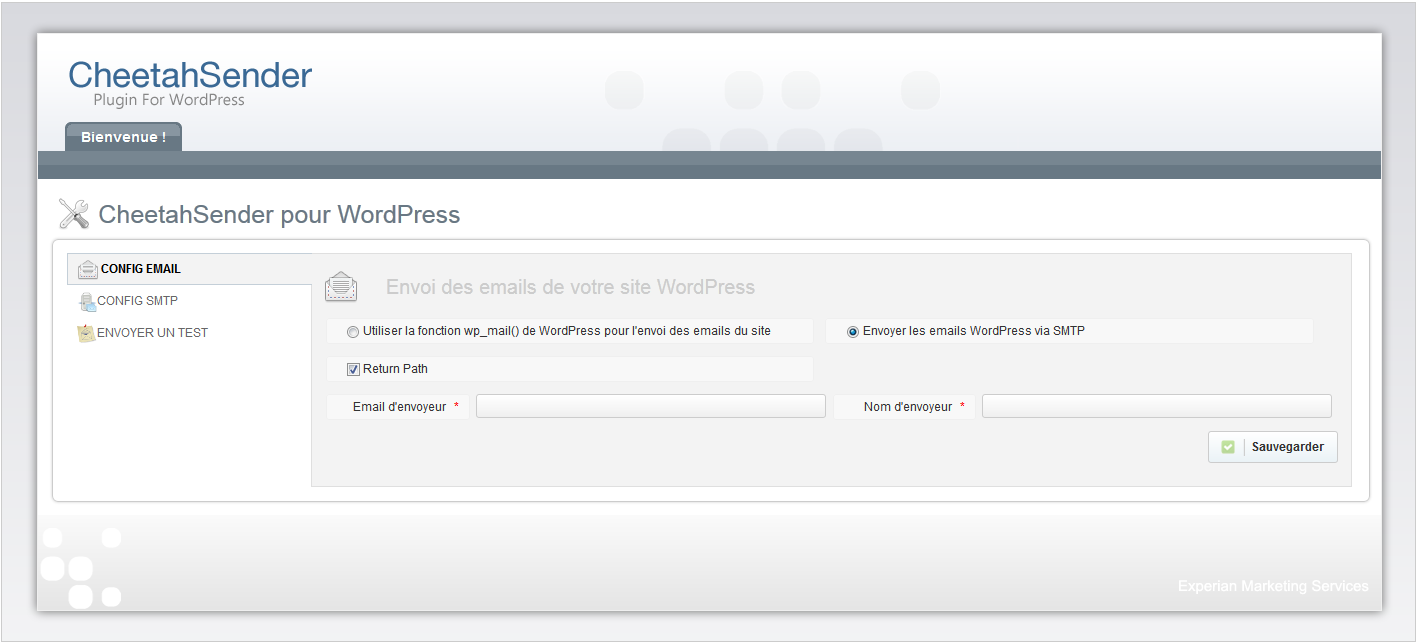 CheetahSender
Plugin For WordPress
Bienvenue !
CheetahSender pour WordPress
CONFIG EMAIL
CONFIG SMTP
ENVOYER UN TEST
Envoi des emails de votre site WordPress
Utiliser la fonction wp_mail() de WordPress pour l'envoi des emails du site
Envoyer les emails WordPress via SMTP
Return Path
Email d'envoyeur *
Nom d'envoyeur *
Sauvegarder
Experian Marketing Services